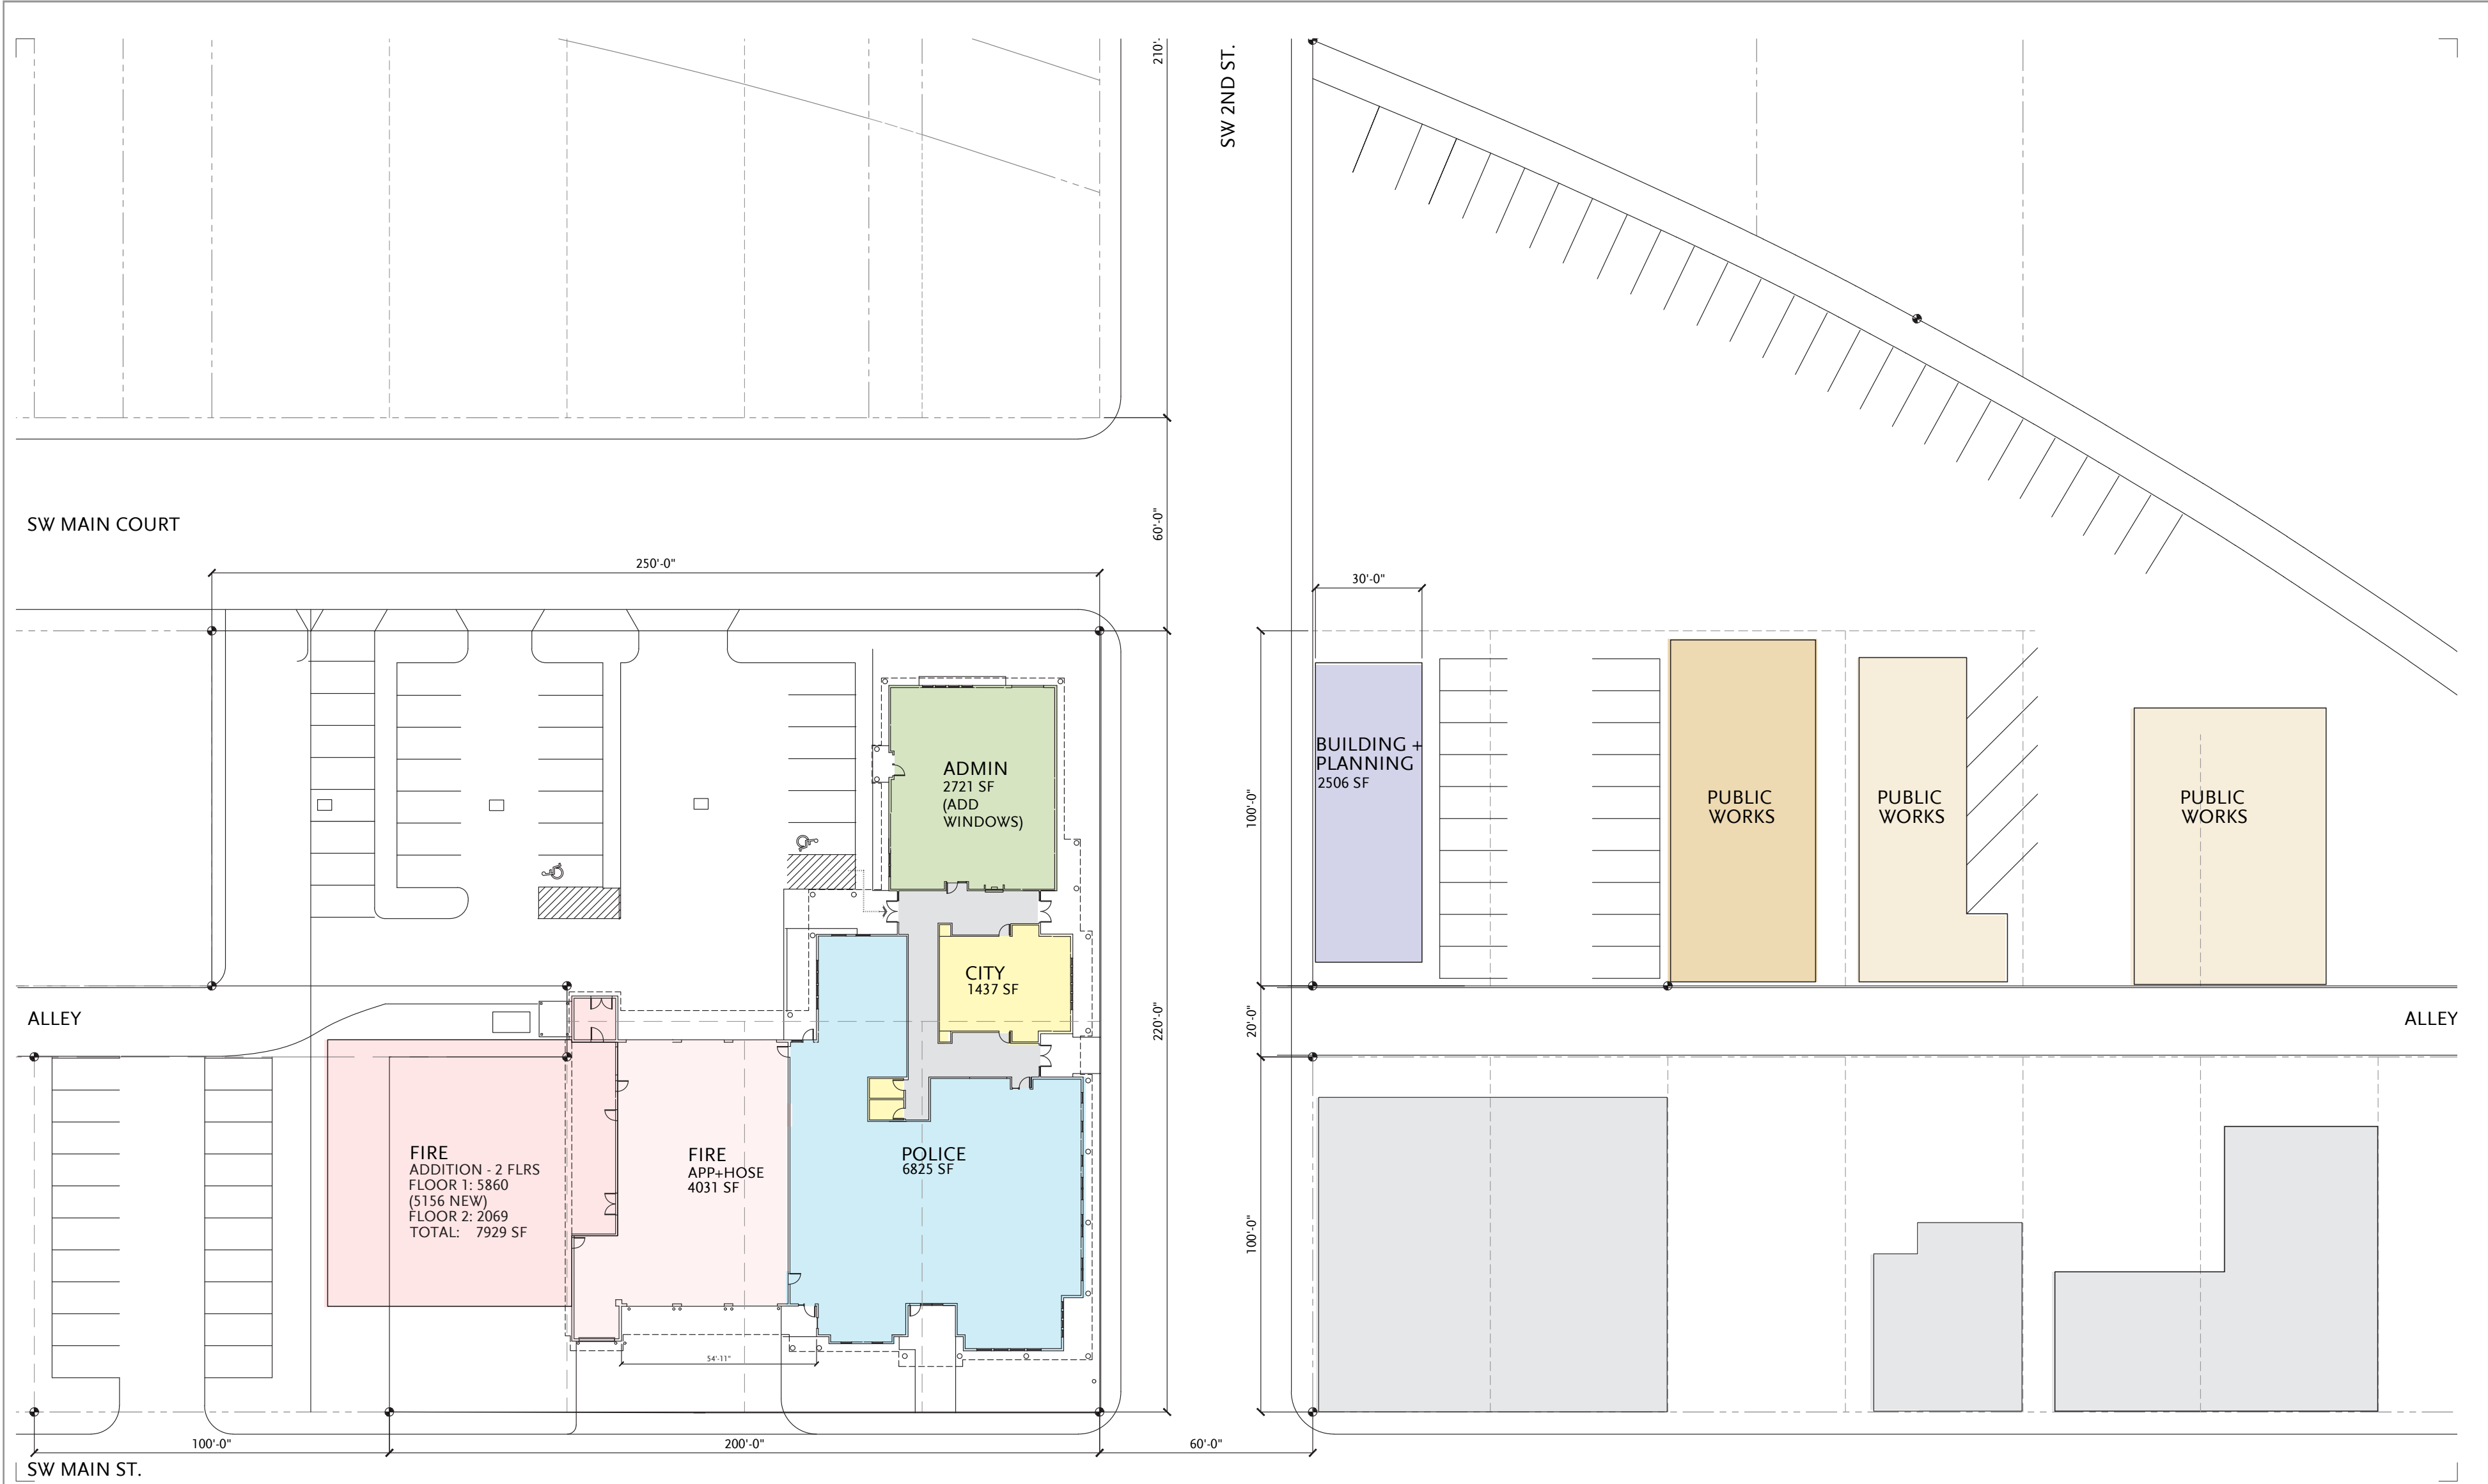 210'-
SW 2ND ST.
SW MAIN COURT
60'-0"
250'-0"
30'-0"
ADMIN
2721 SF
(ADD
WINDOWS)
BUILDING +
PLANNING
2506 SF
100'-0"
PUBLIC
WORKS
PUBLIC
WORKS
PUBLIC
WORKS
CITY
1437 SF
ALLEY
220'-0"
20'-0"
ALLEY
FIRE
ADDITION - 2 FLRS
FLOOR 1: 5860
(5156 NEW)
FLOOR 2: 2069
TOTAL: 7929 SF
FIRE
APP+HOSE
4031 SF
POLICE
6825 SF
100'-0"
54'-11"
100'-0"
200'-0"
60'-0"
SW MAIN ST.